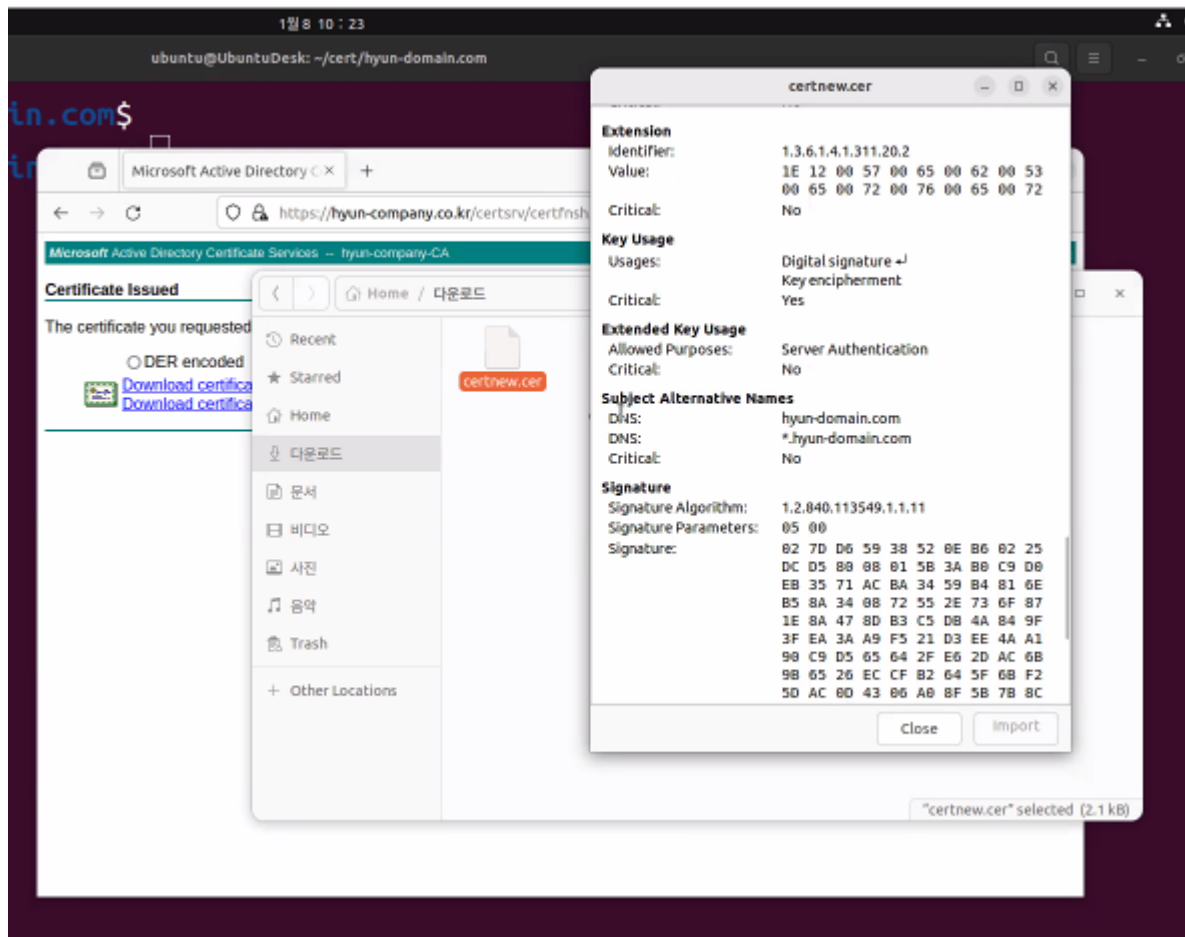 1월 8 10 : 23
ubuntu@UbuntuDesk: ~/cert/hyun-domain.com
in.com$
certnew.cer
Extension
Identifier: 1.3.6.1.4.1.311.20.2
Value: 1E 12 00 57 00 65 00 62 00 53
00 65 00 72 00 76 00 65 00 72
Critical: No
Key Usage
Usages: Digital signature ↵
Key encipherment
Critical: Yes
Extended Key Usage
Allowed Purposes: Server Authentication
Critical: No
Subject Alternative Names
DNS: hyun-domain.com
DNS: *.hyun-domain.com
Critical: No
Signature
Signature Algorithm: 1.2.840.113549.1.1.11
Signature Parameters: 05 00
Signature: 02 7D D6 59 38 52 0E B6 02 25
DC D5 80 08 01 5B 3A B0 C9 D0
EB 35 71 AC BA 34 59 B4 81 6E
B5 8A 34 08 72 55 2E 73 6F 87
1E 8A 47 8D B3 C5 DB 4A 84 9F
3F EA 3A A9 F5 21 D3 EE 4A A1
90 C9 D5 65 64 2F E6 2D AC 6B
9B 65 26 EC CF B2 64 5F 6B F2
5D AC 0D 43 06 A0 8F 5B 7B 8C
Close
Import
Microsoft Active Directory C
https://hyun-company.co.kr/certsrv/certfnsh
Microsoft Active Directory Certificate Services -- hyun-company-CA
Certificate Issued
The certificate you requested
DER encoded
Download certifica
Download certifica
Home / 다운로드
Recent
Starred
Home
다운로드
문서
비디오
사진
음악
Trash
Other Locations
certnew.cer
"certnew.cer" selected (2.1 kB)